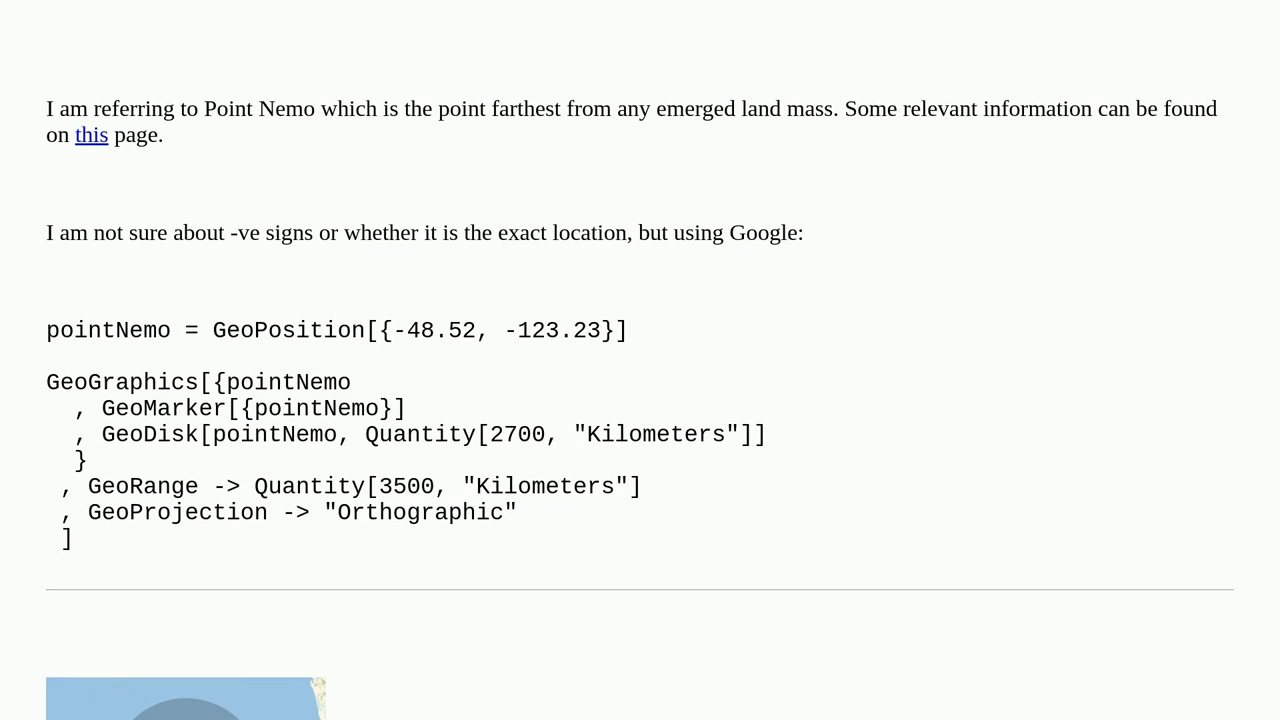 I am referring to Point Nemo which is the point farthest from any emerged land mass. Some relevant information can be found
on this page.
I am not sure about -ve signs or whether it is the exact location, but using Google:
pointNemo = GeoPosition[{-48.52, -123.23}]
GeoGraphics[{pointNemo
  , GeoMarker[{pointNemo}]
  , GeoDisk[pointNemo, Quantity[2700, "Kilometers"]]
  }
 , GeoRange -> Quantity[3500, "Kilometers"]
 , GeoProjection -> "Orthographic"
 ]